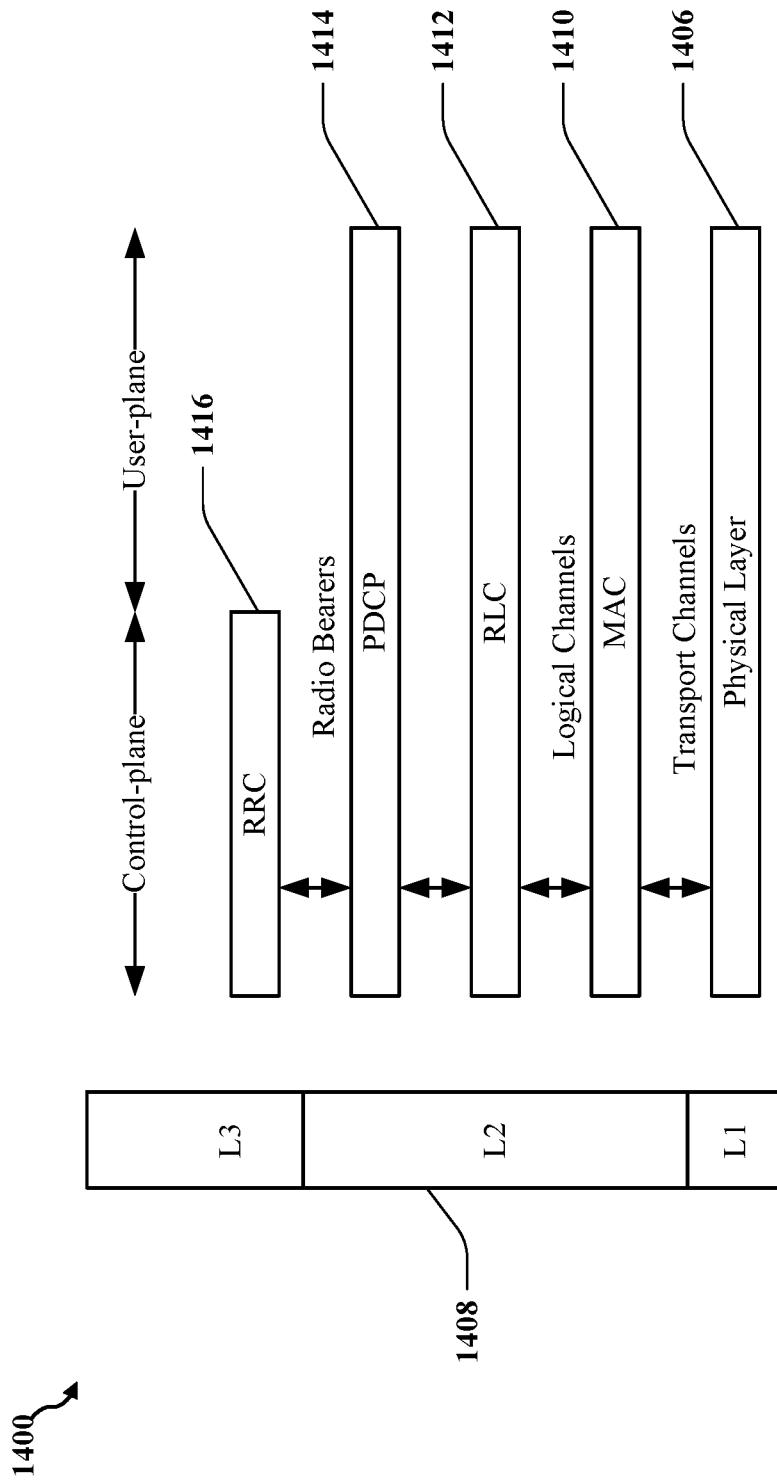 1400
Control-plane
User-plane
1416
RRC
L3
Radio Bearers
PDCP
1414
RLC
1412
L2
1408
Logical Channels
MAC
1410
Transport Channels
Physical Layer
1406
L1